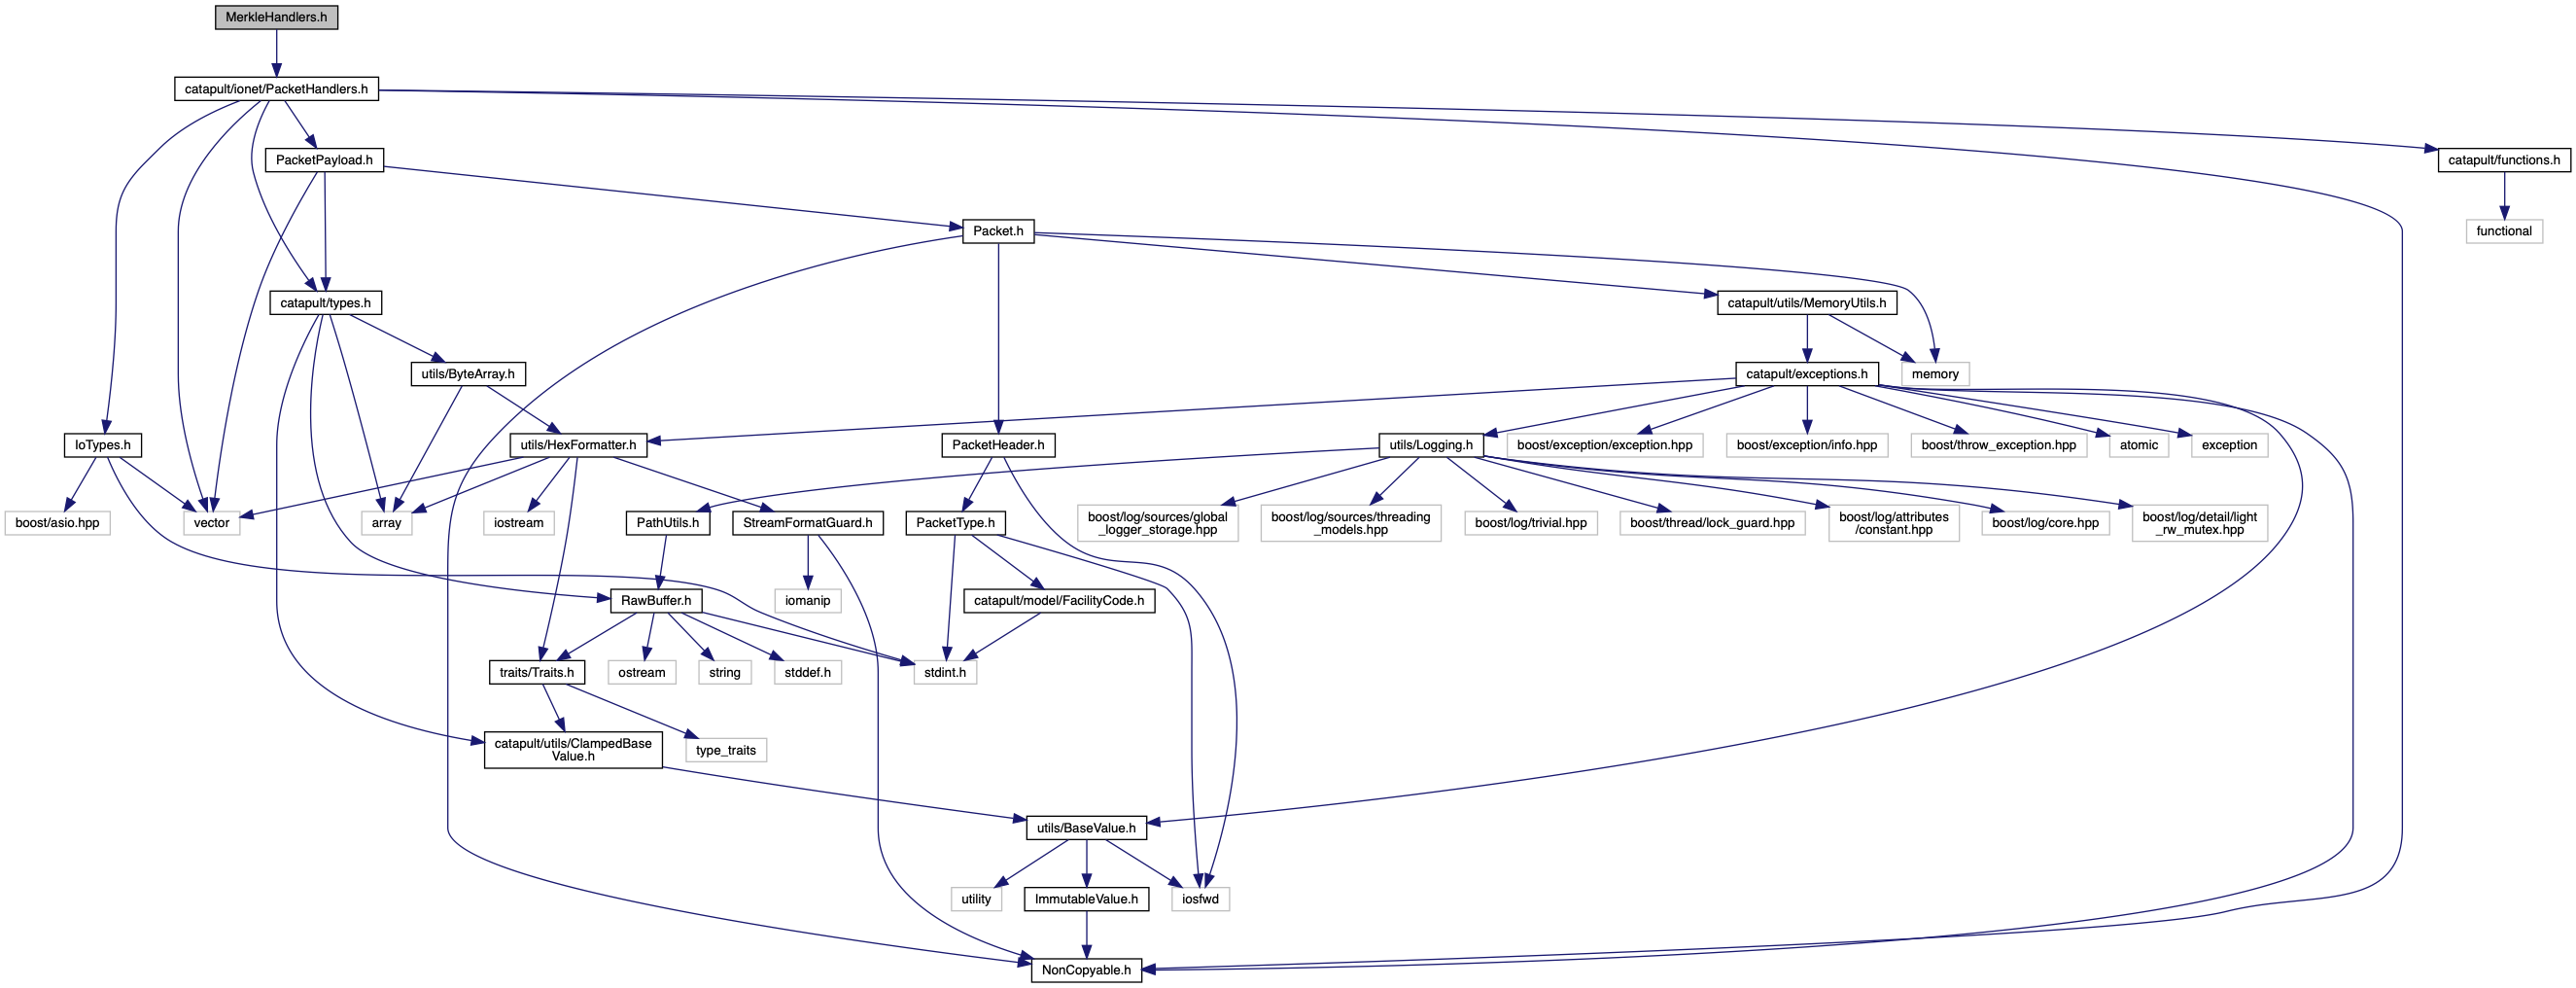 MerkleHandlers.h
catapult/ionet/PacketHandlers.h
PacketPayload.h
catapult/functions.h
Packet.h
functional
catapult/types.h
catapult/utils/MemoryUtils.h
utils/ByteArray.h
catapult/exceptions.h
memory
IoTypes.h
utils/HexFormatter.h
PacketHeader.h
utils/Logging.h
boost/exception/exception.hpp
boost/exception/info.hpp
boost/throw_exception.hpp
atomic
exception
boost/asio.hpp
vector
array
iostream
PathUtils.h
StreamFormatGuard.h
PacketType.h
boost/log/sources/global
_logger_storage.hpp
boost/log/sources/threading
_models.hpp
boost/log/trivial.hpp
boost/thread/lock_guard.hpp
boost/log/attributes
/constant.hpp
boost/log/core.hpp
boost/log/detail/light
_rw_mutex.hpp
RawBuffer.h
iomanip
catapult/model/FacilityCode.h
traits/Traits.h
ostream
string
stddef.h
stdint.h
catapult/utils/ClampedBase
Value.h
type_traits
utils/BaseValue.h
utility
ImmutableValue.h
iosfwd
NonCopyable.h